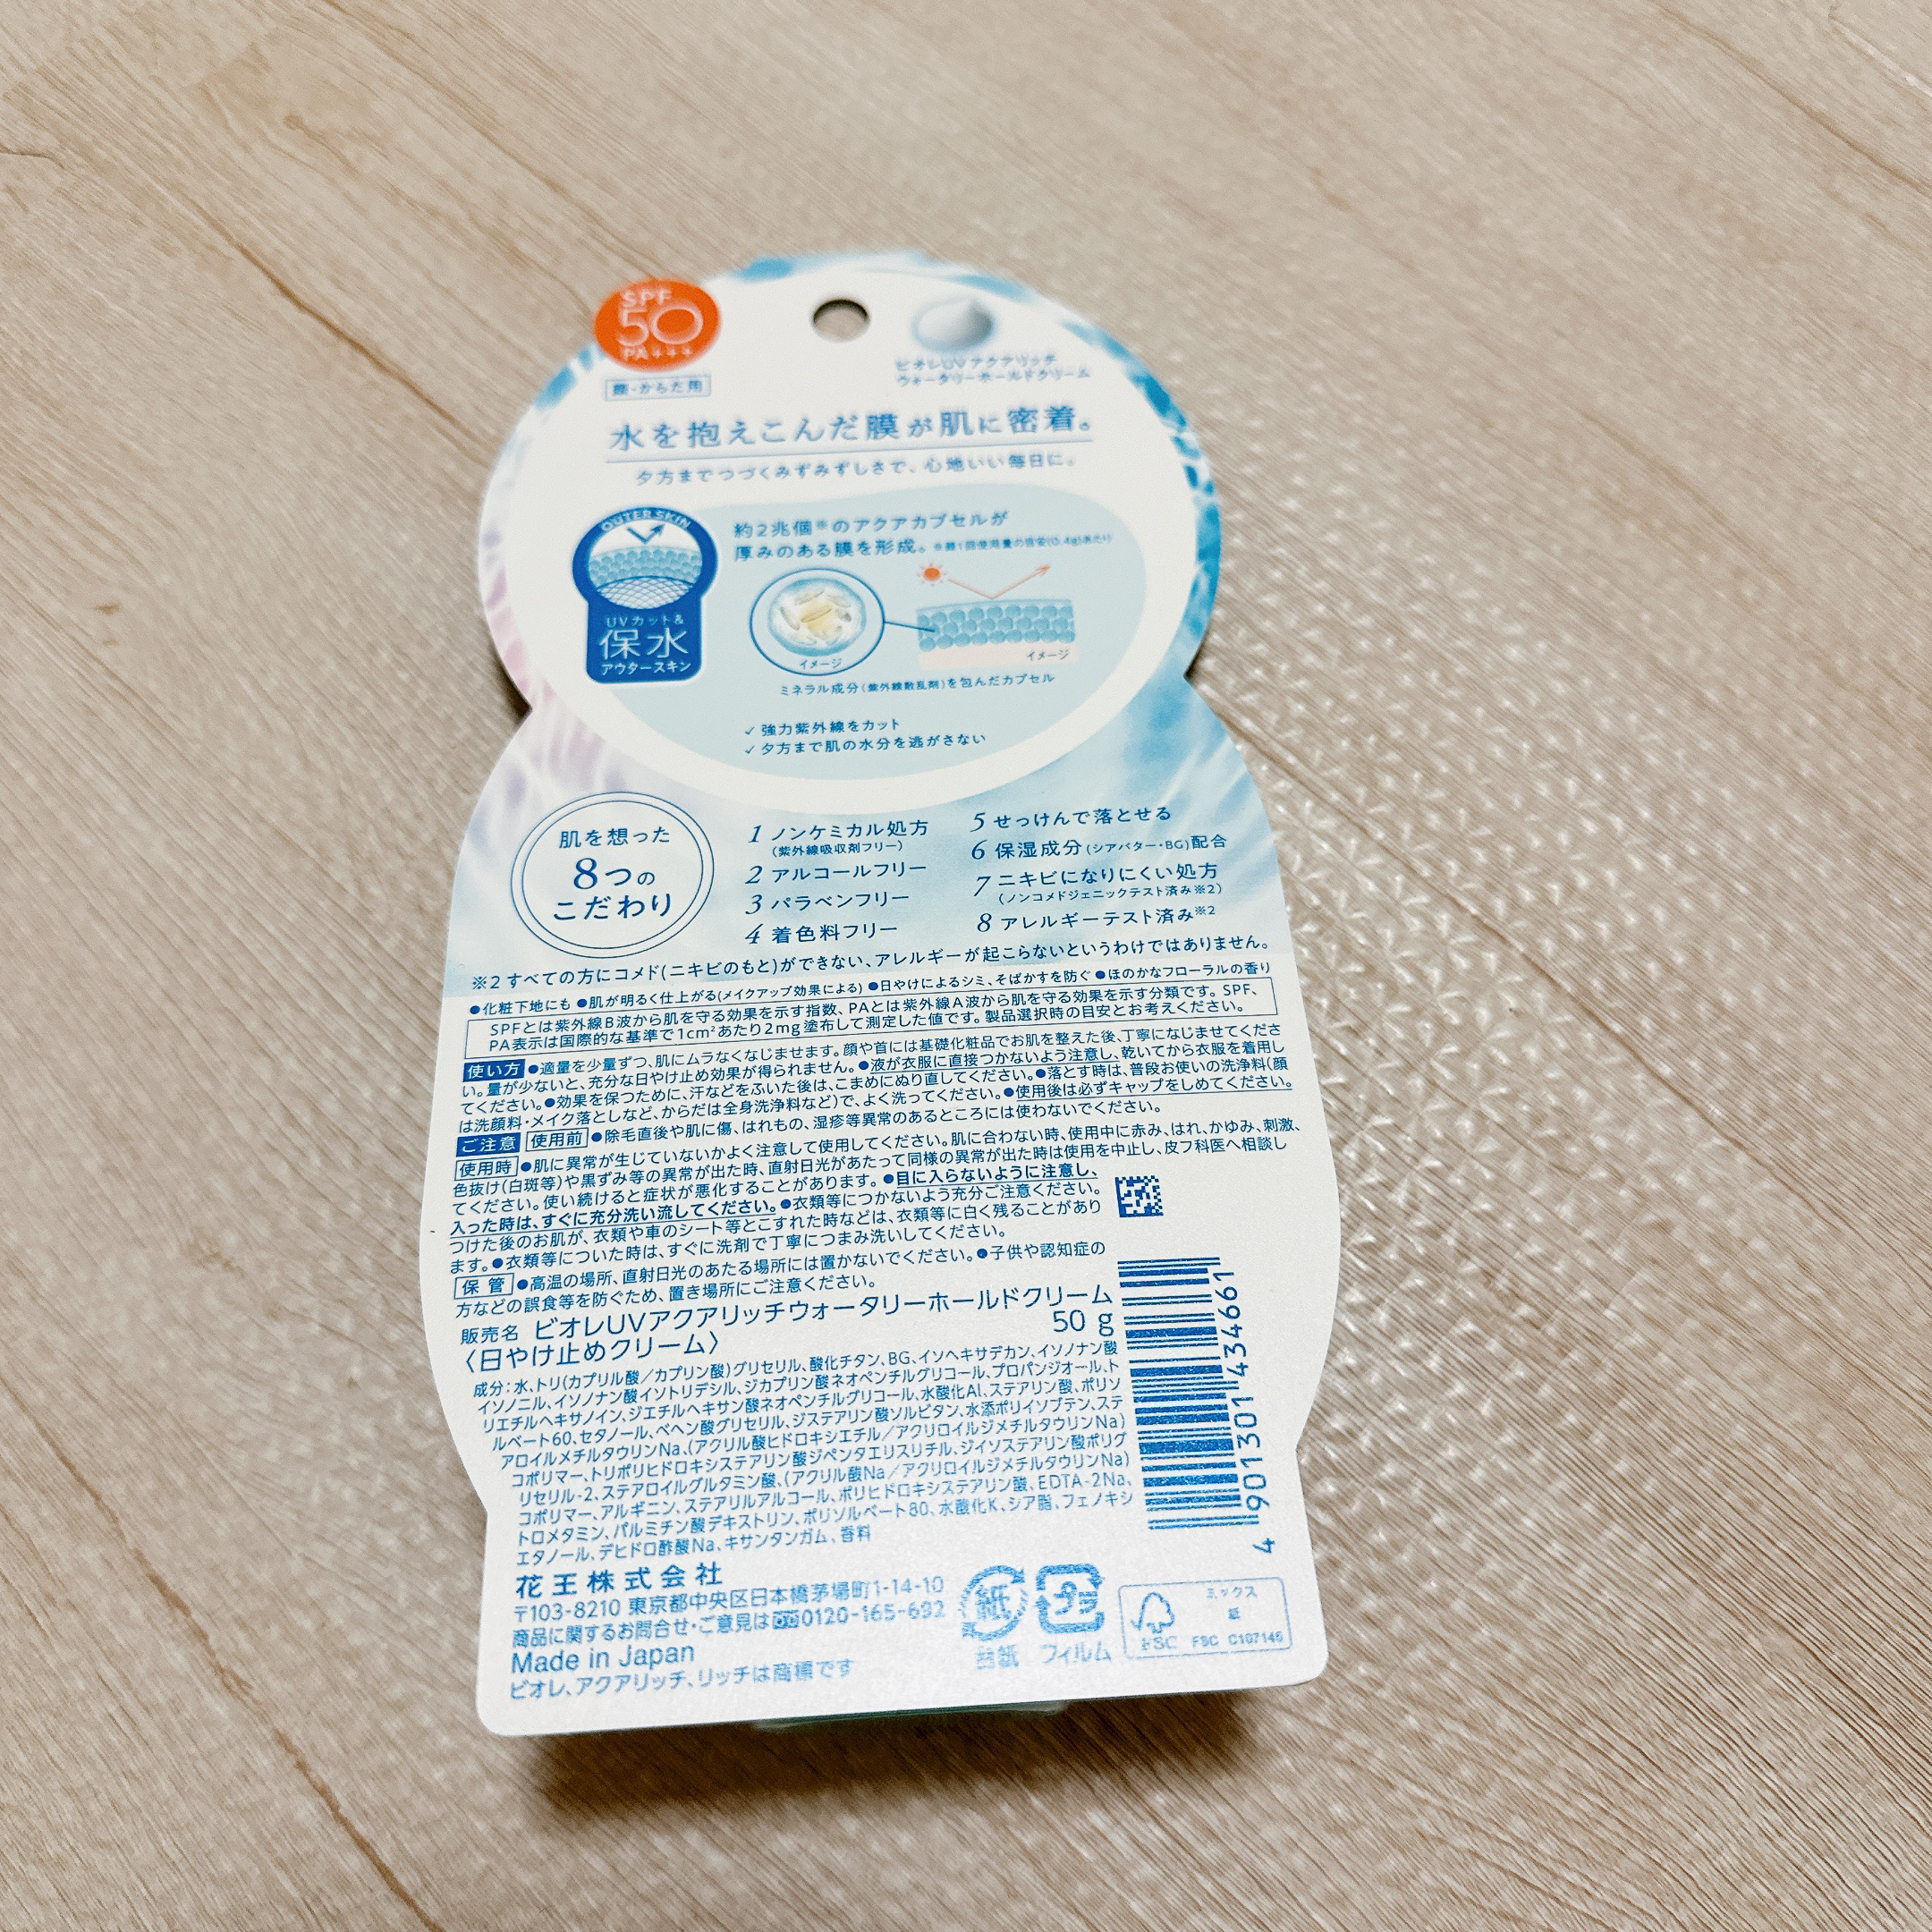 SPF
50
PA+++
顔・からだ用
ビオレUVアクアリッチ
ウォータリーホールドクリーム
水を抱えこんだ膜が肌に密着。
夕方までつづくみずみずしさで、心地いい毎日に。
OUTER SKIN
UVカット&
保水
アウタースキン
約2兆個※のアクアカプセルが
厚みのある膜を形成。※顔1回使用量の目安(0.4g)あたり
イメージ
イメージ
ミネラル成分(紫外線散乱剤)を包んだカプセル
✓ 強力紫外線をカット
✓ 夕方まで肌の水分を逃がさない
肌を想った
8つの
こだわり
1 ノンケミカル処方
(紫外線吸収剤フリー)
2 アルコールフリー
3 パラベンフリー
4 着色料フリー
5 せっけんで落とせる
6 保湿成分(シアバター・BG)配合
7 ニキビになりにくい処方
(ノンコメドジェニックテスト済み※2)
8 アレルギーテスト済み※2
※2 すべての方にコメド(ニキビのもと)ができない、アレルギーが起こらないというわけではありません。
●化粧下地にも ●肌が明るく仕上がる(メイクアップ効果による) ●日やけによるシミ、そばかすを防ぐ ●ほのかなフローラルの香り
SPFとは紫外線B波から肌を守る効果を示す指数、PAとは紫外線A波から肌を守る効果を示す分類です。SPF、
PA表示は国際的な基準で1cm²あたり2mg塗布して測定した値です。製品選択時の目安とお考えください。
使い方 ●適量を少量ずつ、肌にムラなくなじませます。顔や首には基礎化粧品でお肌を整えた後、丁寧になじませてくださ
い。量が少ないと、充分な日やけ止め効果が得られません。●液が衣服に直接つかないよう注意し、乾いてから衣服を着用し
てください。●効果を保つために、汗などをふいた後は、こまめにぬり直してください。●落とす時は、普段お使いの洗浄料(顔
は洗顔料・メイク落としなど、からだは全身洗浄料など)で、よく洗ってください。●使用後は必ずキャップをしめてください。
ご注意 使用前 ●除毛直後や肌に傷、はれもの、湿疹等異常のあるところには使わないでください。
使用時 ●肌に異常が生じていないかよく注意して使用してください。肌に合わない時、使用中に赤み、はれ、かゆみ、刺激、
色抜け(白斑等)や黒ずみ等の異常が出た時、直射日光があたって同様の異常が出た時は使用を中止し、皮フ科医へ相談し
てください。使い続けると症状が悪化することがあります。●目に入らないように注意し、
入った時は、すぐに充分洗い流してください。●衣類等につかないよう充分ご注意ください。
つけた後のお肌が、衣類や車のシート等とこすれた時などは、衣類等に白く残ることがあり
ます。●衣類等についた時は、すぐに洗剤で丁寧につまみ洗いしてください。
保管 ●高温の場所、直射日光のあたる場所には置かないでください。●子供や認知症の
方などの誤食等を防ぐため、置き場所にご注意ください。
販売名 ビオレUVアクアリッチウォータリーホールドクリーム
〈日やけ止めクリーム〉 50 g
成分:水、トリ(カプリル酸/カプリン酸)グリセリル、酸化チタン、BG、イソヘキサデカン、イソノナン酸
イソノニル、イソノナン酸イソトリデシル、ジカプリン酸ネオペンチルグリコール、プロパンジオール、ト
リエチルヘキサノイン、ジエチルヘキサン酸ネオペンチルグリコール、水酸化Al、ステアリン酸、ポリソ
ルベート60、セタノール、ベヘン酸グリセリル、ジステアリン酸ソルビタン、水添ポリイソブテン、ステ
アロイルメチルタウリンNa、(アクリル酸ヒドロキシエチル/アクリロイルジメチルタウリンNa)
コポリマー、トリポリヒドロキシステアリン酸ジペンタエリスリチル、ジイソステアリン酸ポリグ
リセリル-2、ステアロイルグルタミン酸、(アクリル酸Na/アクリロイルジメチルタウリンNa)
コポリマー、アルギニン、ステアリルアルコール、ポリヒドロキシステアリン酸、EDTA-2Na、
トロメタミン、パルミチン酸デキストリン、ポリソルベート80、水酸化K、シア脂、フェノキシ
エタノール、デヒドロ酢酸Na、キサンタンガム、香料
花王株式会社
〒103-8210 東京都中央区日本橋茅場町1-14-10
商品に関するお問合せ・ご意見は 0120-165-692
Made in Japan
ビオレ、アクアリッチ、リッチは商標です
紙
台紙
プラ
フィルム
FSC
ミックス
紙
FSC C107146
4 901301 434661